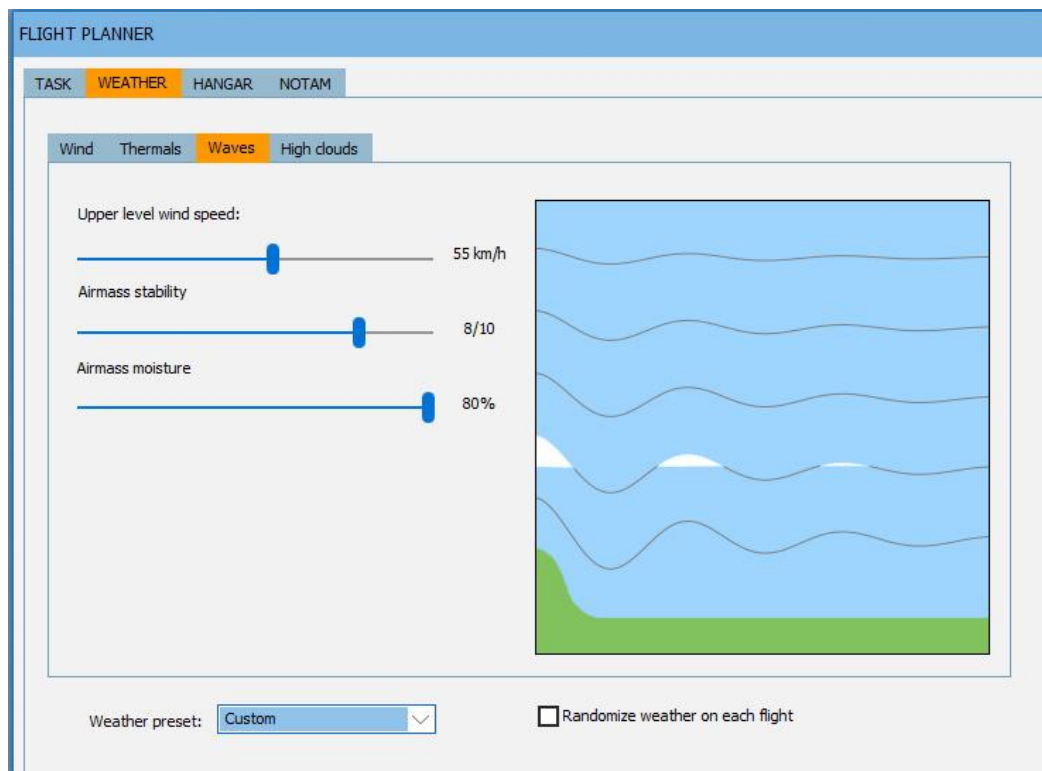 FLIGHT PLANNER
TASK WEATHER HANGAR NOTAM
Wind Thermals Waves High clouds
Upper level wind speed:
55 km/h
Airmass stability
8/10
Airmass moisture
80%
Weather preset: Custom
Randomize weather on each flight